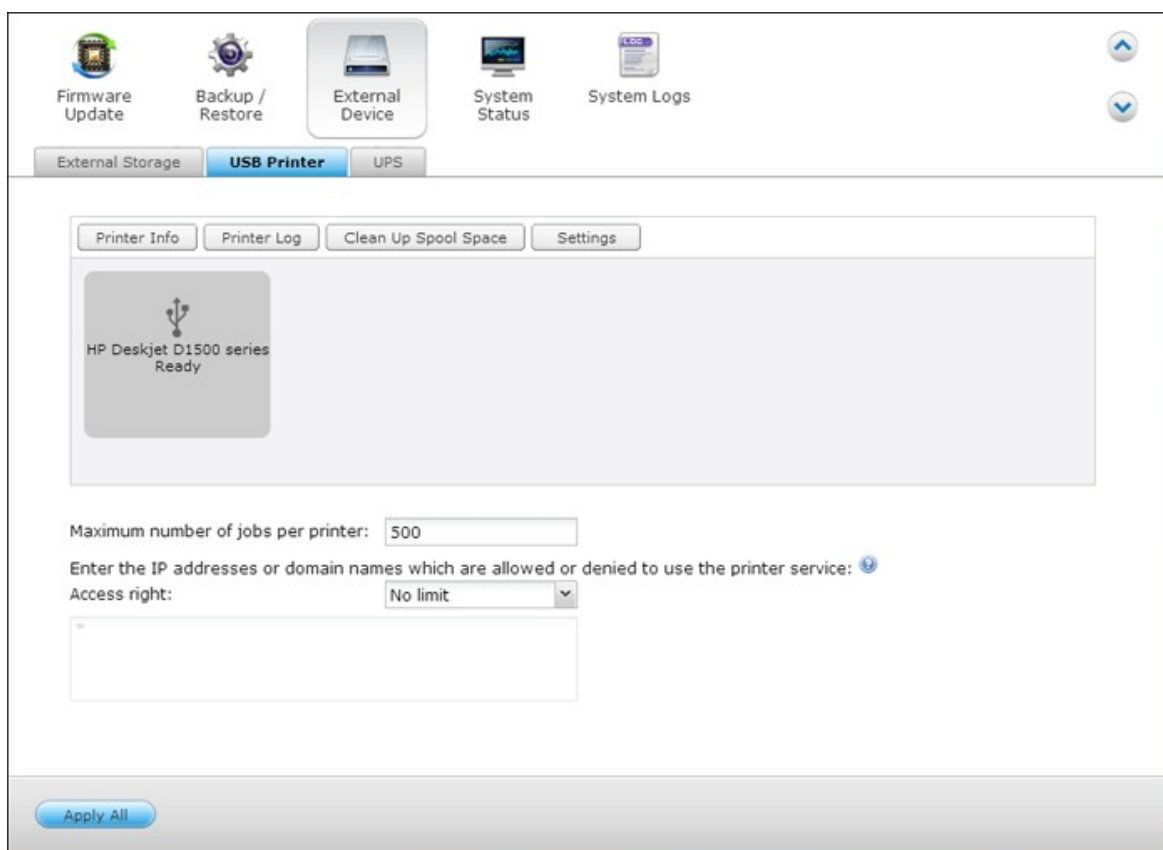 Firmware Update
Backup / Restore
External Device
System Status
LOG
System Logs
External Storage
USB Printer
UPS
Printer Info
Printer Log
Clean Up Spool Space
Settings
HP Deskjet D1500 series
Ready
Maximum number of jobs per printer: 500
Enter the IP addresses or domain names which are allowed or denied to use the printer service:
Access right: No limit
Apply All